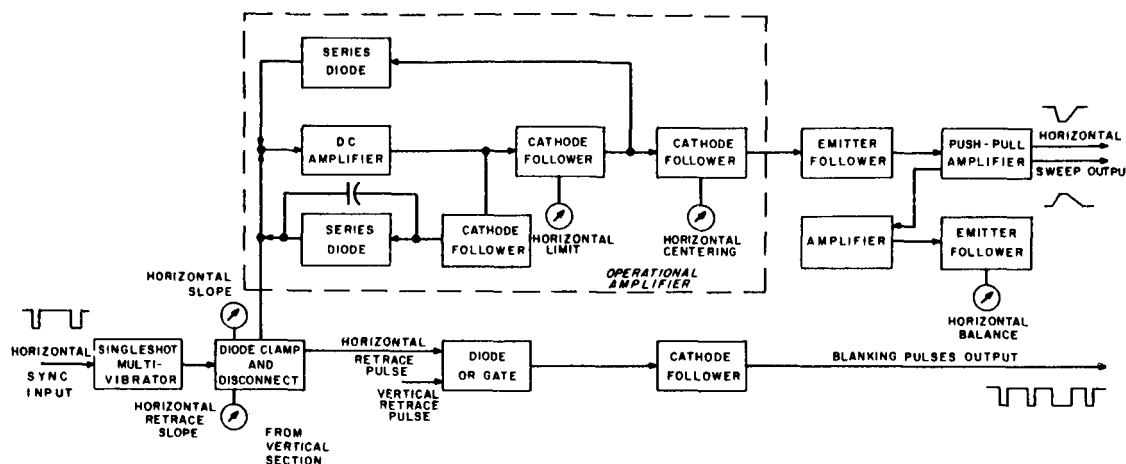 SERIES
DIODE
DC
AMPLIFIER
CATHODE
FOLLOWER
CATHODE
FOLLOWER
EMITTER
FOLLOWER
PUSH-PULL
AMPLIFIER
HORIZONTAL
SWEEP OUTPUT
SERIES
DIODE
CATHODE
FOLLOWER
HORIZONTAL
LIMIT
HORIZONTAL
CENTERING
AMPLIFIER
EMITTER
FOLLOWER
OPERATIONAL
AMPLIFIER
HORIZONTAL
SLOPE
HORIZONTAL
BALANCE
HORIZONTAL
SYNC
INPUT
SINGLESHOT
MULTI-
VIBRATOR
DIODE CLAMP
AND
DISCONNECT
HORIZONTAL
RETRACE
PULSE
VERTICAL
RETRACE
PULSE
DIODE
OR GATE
CATHODE
FOLLOWER
BLANKING PULSES OUTPUT
HORIZONTAL
RETRACE
SLOPE
FROM
VERTICAL
SECTION